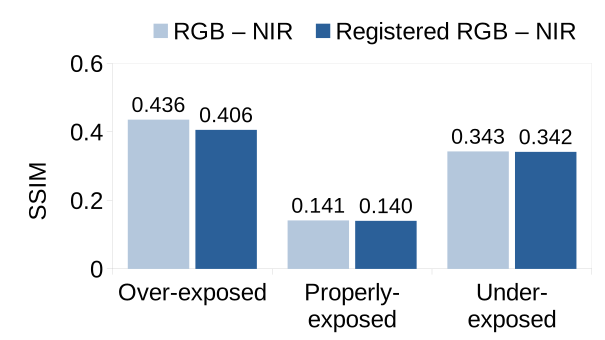 RGB – NIR Registered RGB – NIR
0.6
0.4
0.2
0
SSIM
0.436 0.406
0.141 0.140
0.343 0.342
Over-exposed
Properly-
exposed
Under-
exposed